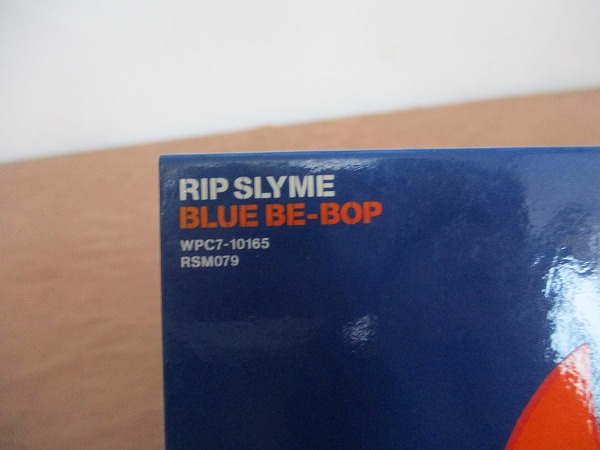 RIP SLYME
BLUE BE-BOP
WPC7-10165
RSM079